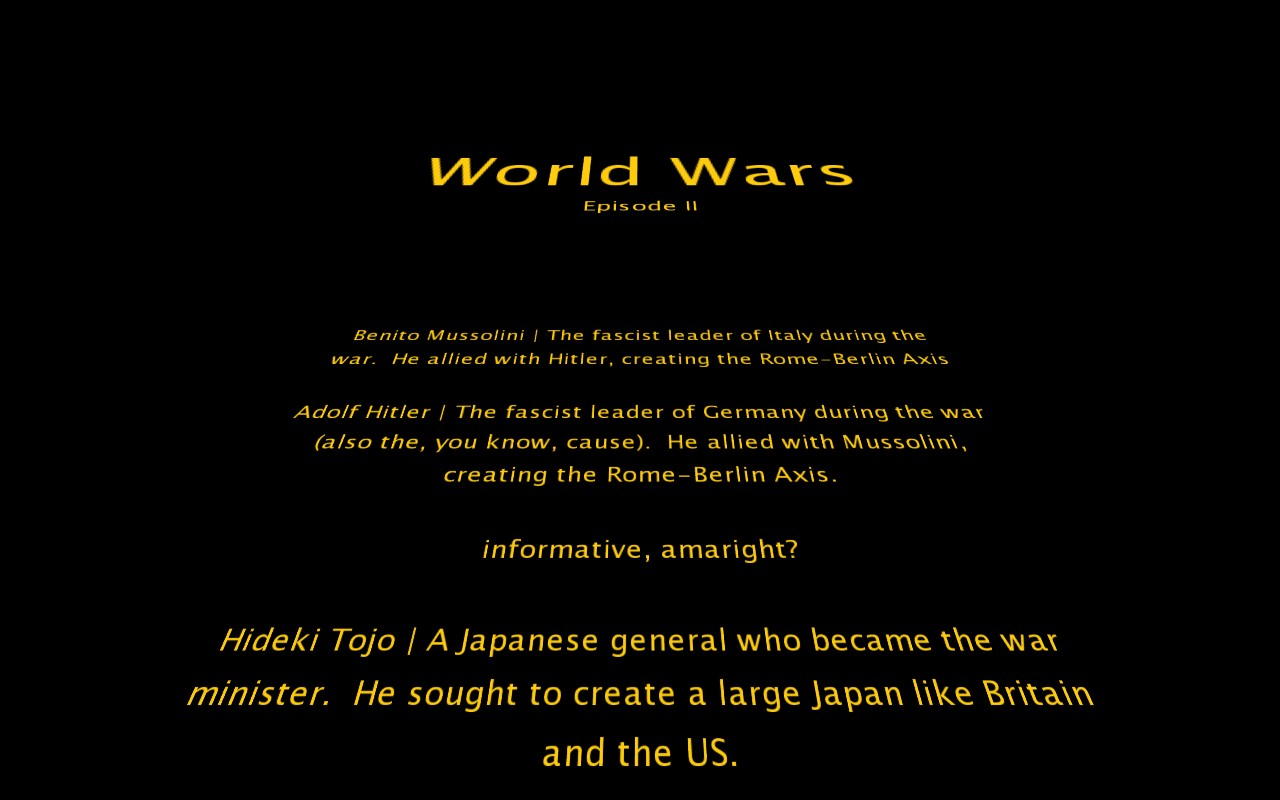 World Wars
Episode II
Benito Mussolini | The fascist leader of Italy during the
war.  He allied with Hitler, creating the Rome-Berlin Axis
Adolf Hitler | The fascist leader of Germany during the war
(also the, you know, cause).  He allied with Mussolini,
creating the Rome-Berlin Axis.
informative, amaright?
Hideki Tojo | A Japanese general who became the war
minister.  He sought to create a large Japan like Britain
and the US.